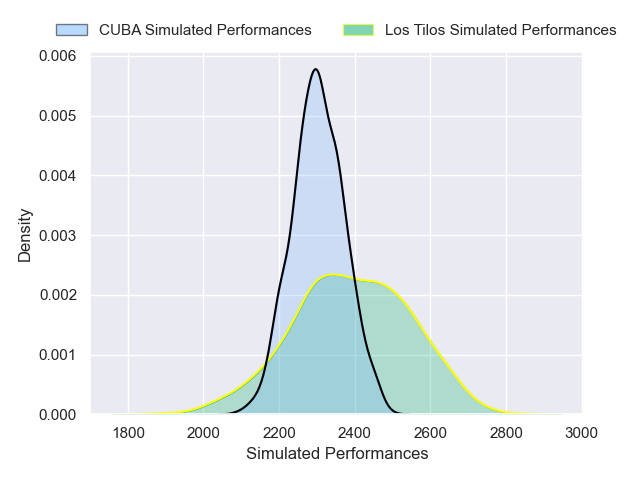 CUBA Simulated Performances
Los Tilos Simulated Performances
0.006
0.005
0.004
0.003
0.002
0.001
0.000
Density
1800 2000 2200 2400 2600 2800 3000
Simulated Performances